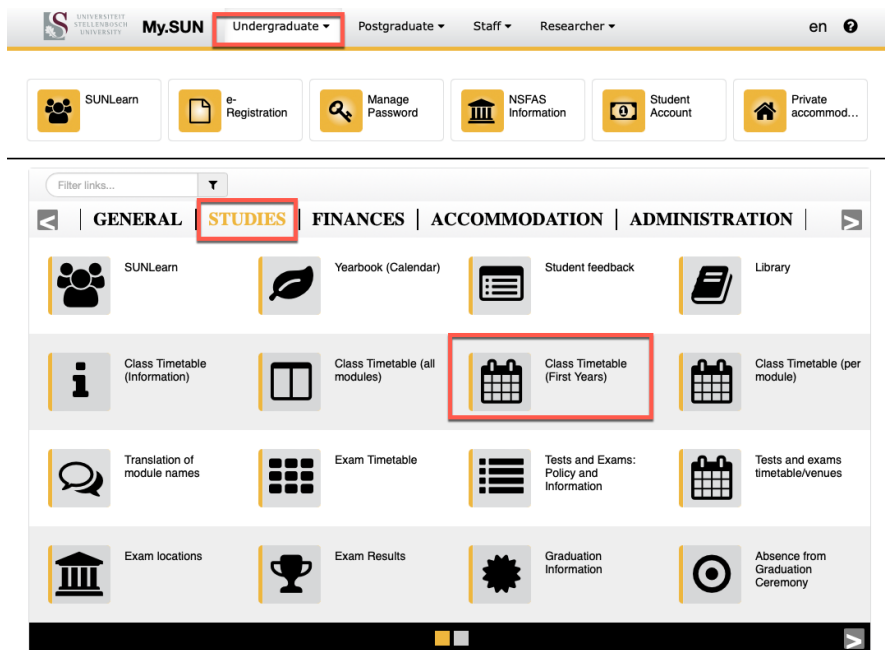 UNIVERSITEIT
STELLENBOSCH
UNIVERSITY
My.SUN
Undergraduate
Postgraduate
Staff
Researcher
en
SUNLearn
e-
Registration
Manage
Password
NSFAS
Information
Student
Account
Private
accommod...
Filter links...
GENERAL
STUDIES
FINANCES
ACCOMMODATION
ADMINISTRATION
SUNLearn
Yearbook (Calendar)
Student feedback
Library
Class Timetable
(Information)
Class Timetable (all
modules)
Class Timetable
(First Years)
Class Timetable (per
module)
Translation of
module names
Exam Timetable
Tests and Exams:
Policy and
Information
Tests and exams
timetable/venues
Exam locations
Exam Results
Graduation
Information
Absence from
Graduation
Ceremony